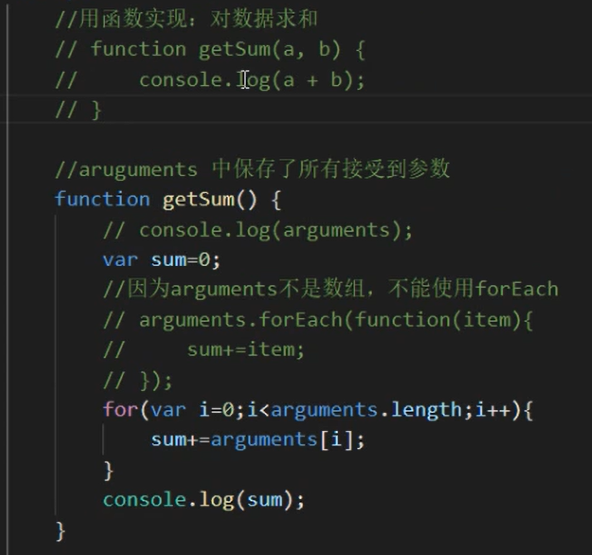 //用函数实现：对数据求和
// function getSum(a, b) {
//     console.log(a + b);
// }
//aruguments 中保存了所有接受到参数
function getSum() {
// console.log(arguments);
var sum=0;
//因为arguments不是数组，不能使用forEach
// arguments.forEach(function(item){
//     sum+=item;
// });
for(var i=0;i<arguments.length;i++){
sum+=arguments[i];
}
console.log(sum);
}